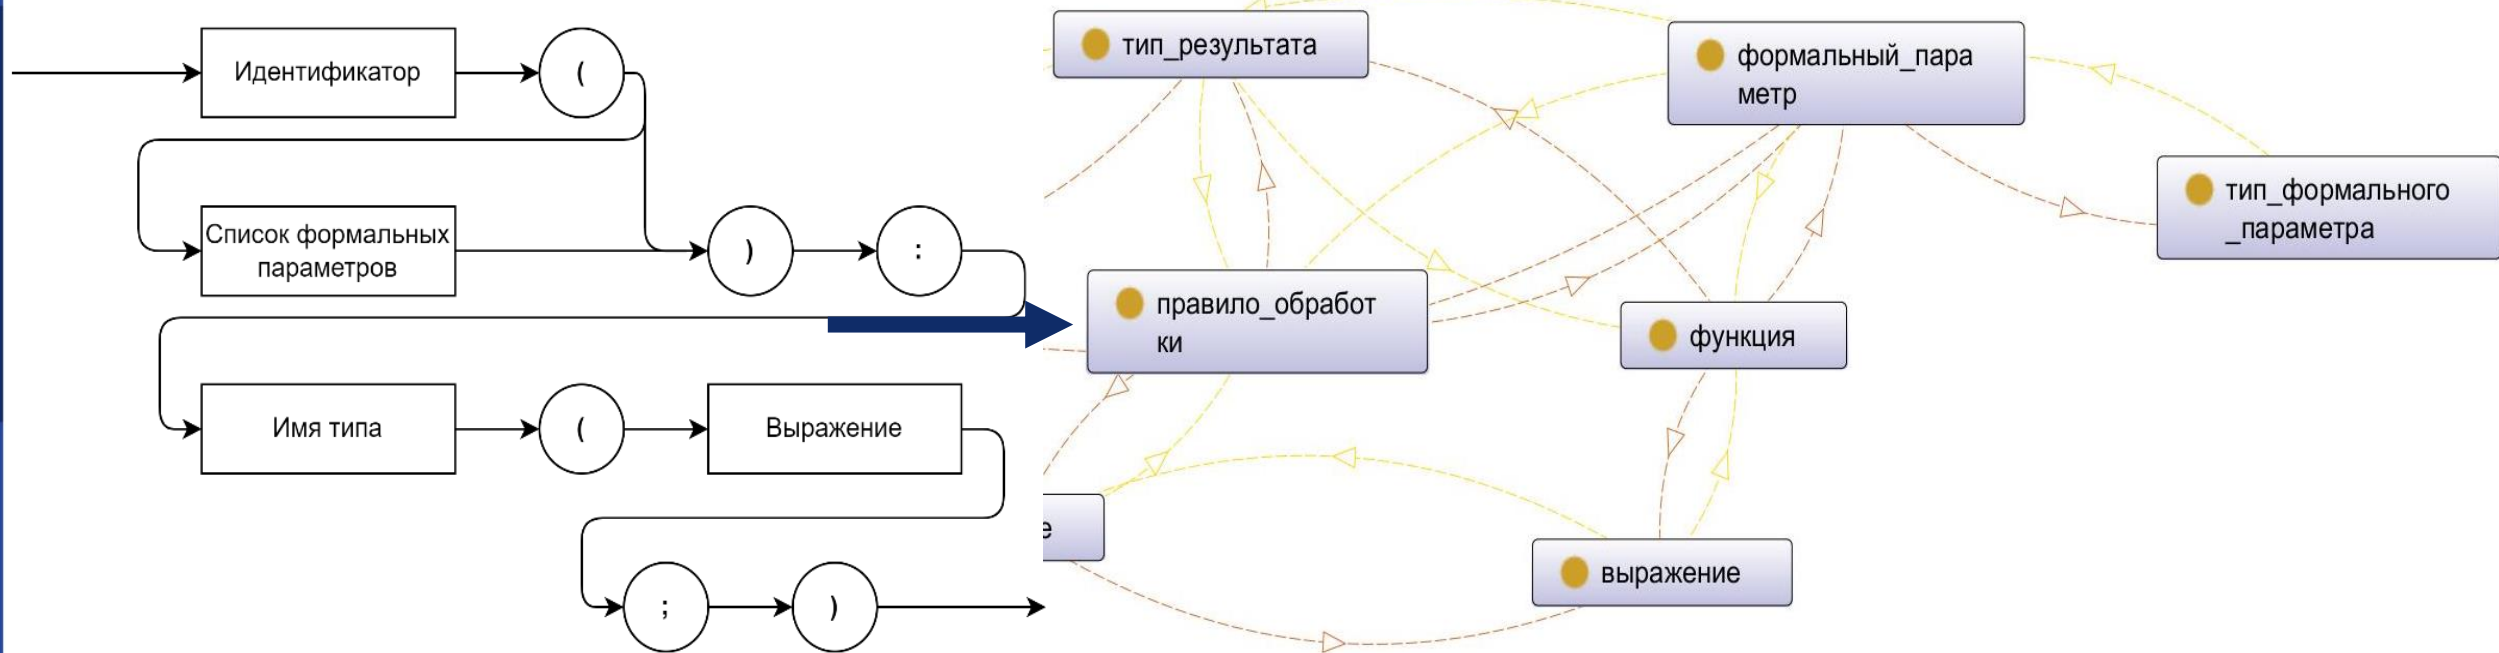 Идентификатор
(
Список формальных
параметров
)
:
Имя типа
(
Выражение
;
)
тип_результата
формальный_пара
метр
тип_формального
_параметра
правило_обработ
ки
функция
е
выражение